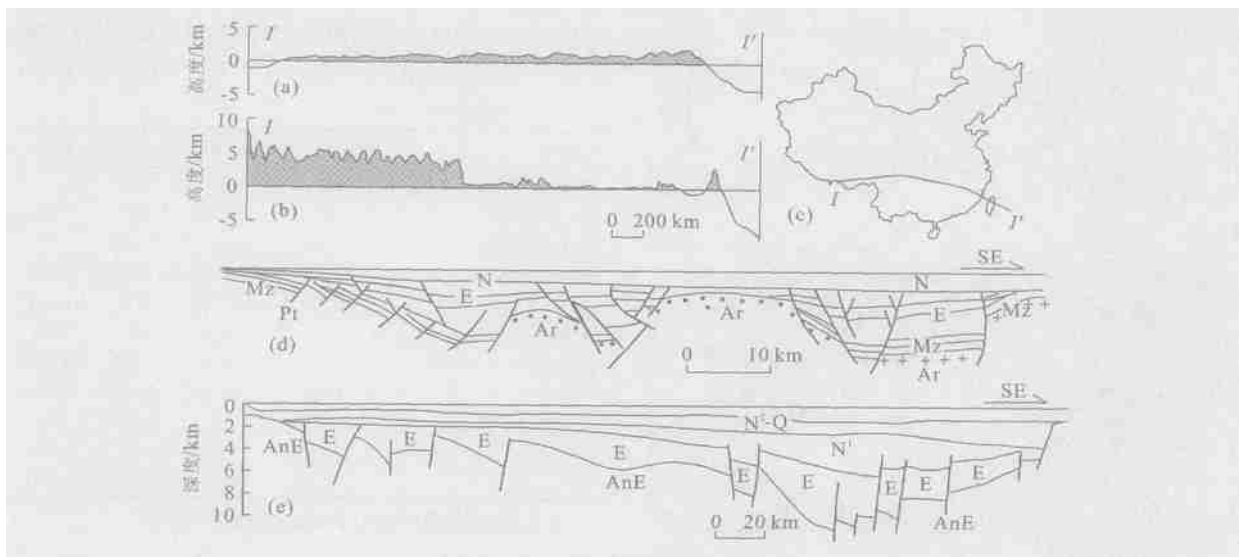 5 I I′
高度/km 0
-5 (a)
10 I I′
高度/km 5
0
-5 (b) 0 200 km
(c) I I′
SE
N N
Mz E E Mz
Pt Ar Ar Mz
(d) 0 10 km Ar
SE
0
2 N²-Q
深度/km 4 AnE E E E E N¹
6 AnE E E E E E
8
10 (e) 0 20 km AnE